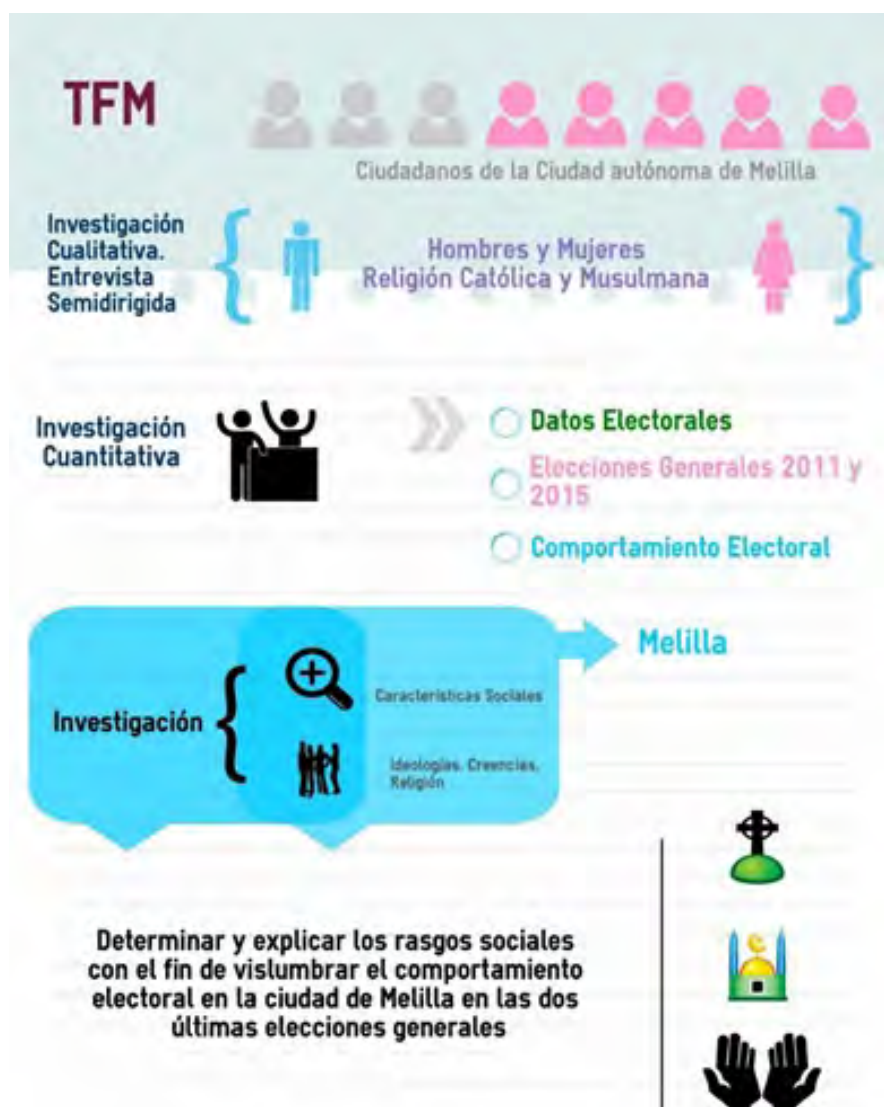 TFM
Ciudadanos de la Ciudad autónoma de Melilla
Investigación
Cualitativa.
Entrevista
Semidirigida
Hombres y Mujeres
Religión Católica y Musulmana
Investigación
Cuantitativa
Datos Electorales
Elecciones Generales 2011 y
2015
Comportamiento Electoral
Melilla
Investigación
Características Sociales
Ideologías, Creencias,
Religión
Determinar y explicar los rasgos sociales
con el fin de vislumbrar el comportamiento
electoral en la ciudad de Melilla en las dos
últimas elecciones generales